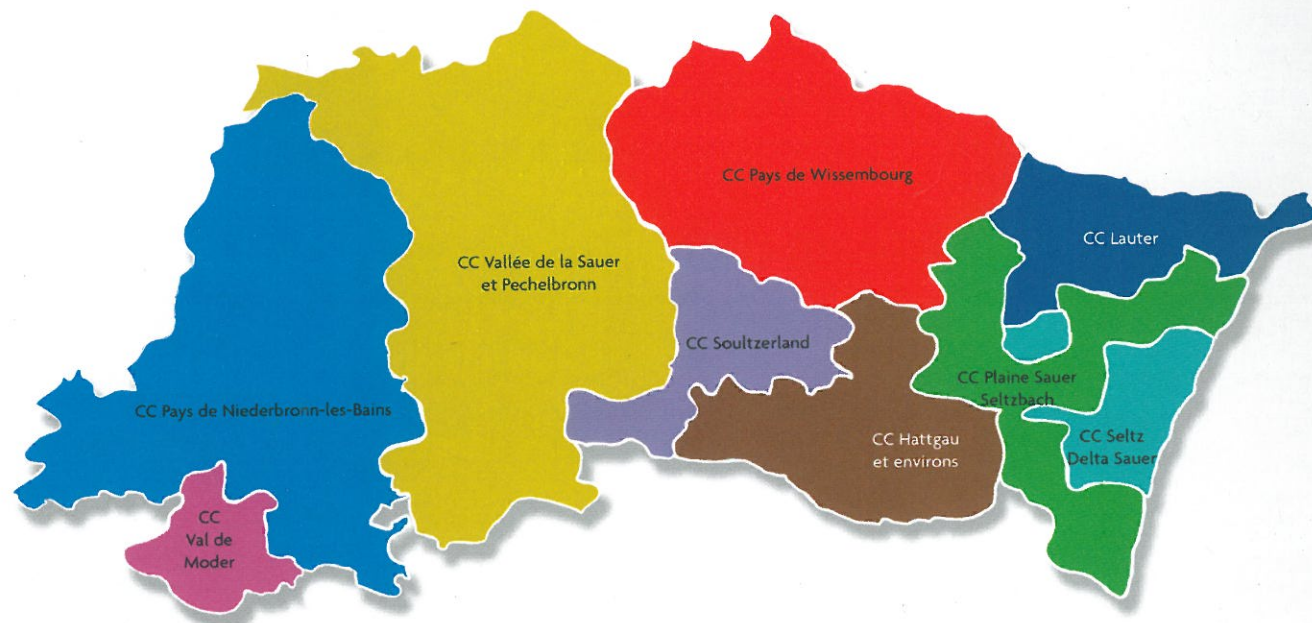 CC Pays de Wissembourg
CC Lauter
CC Vallée de la Sauer
et Pechelbronn
CC Soultzerland
CC Plaine Sauer
Seltzbach
CC Pays de Niederbronn-les-Bains
CC Hattgau
et environs
CC Seltz
Delta Sauer
CC
Val de
Moder